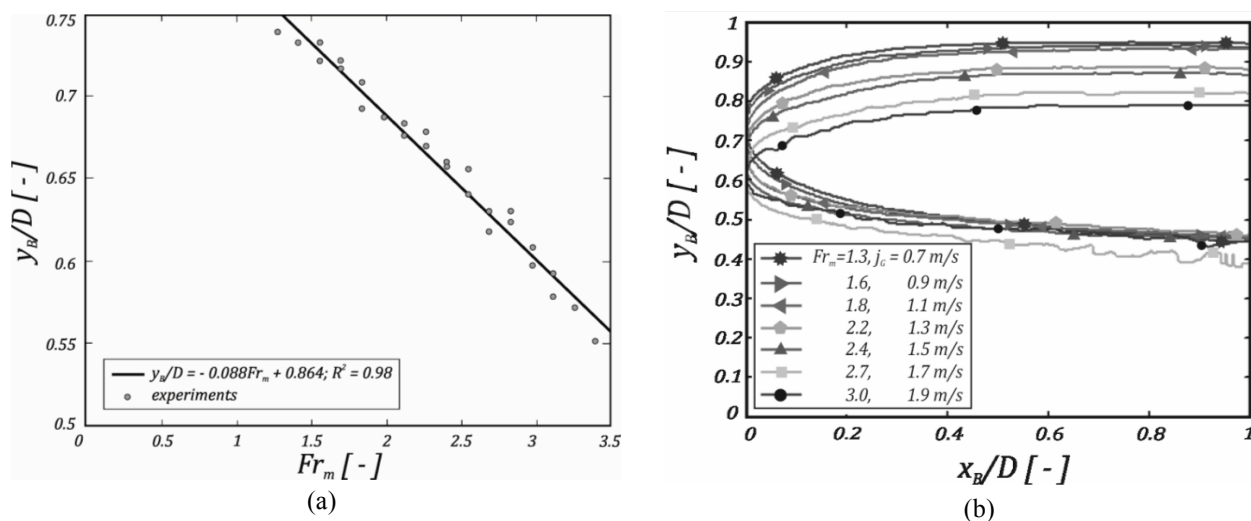 0.75
0.7
0.65
0.6
0.55
0.5
y_B/D [ - ]
y_B/D = - 0.088Fr_m + 0.864; R² = 0.98
experiments
0 0.5 1 1.5 2 2.5 3 3.5
Fr_m [ - ]
(a)
1
0.9
0.8
0.7
0.6
0.5
0.4
0.3
0.2
0.1
0
y_B/D [ - ]
Fr_m=1.3, j_G = 0.7 m/s
1.6, 0.9 m/s
1.8, 1.1 m/s
2.2, 1.3 m/s
2.4, 1.5 m/s
2.7, 1.7 m/s
3.0, 1.9 m/s
0 0.2 0.4 0.6 0.8 1
x_B/D [ - ]
(b)